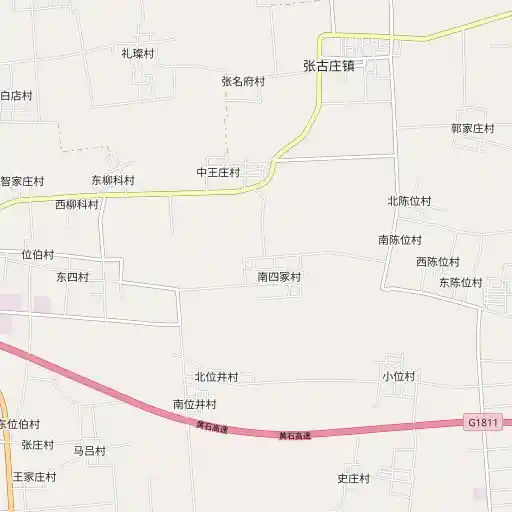 礼璨村
张古庄镇
张名府村
白店村
郭家庄村
中王庄村
智家庄村
东柳科村
西柳科村
北陈位村
南陈位村
位伯村
西陈位村
东四村
南四冢村
东陈位村
北位井村
小位村
南位井村
G1811
东位伯村
黄石高速
黄石高速
张庄村
马吕村
王家庄村
史庄村